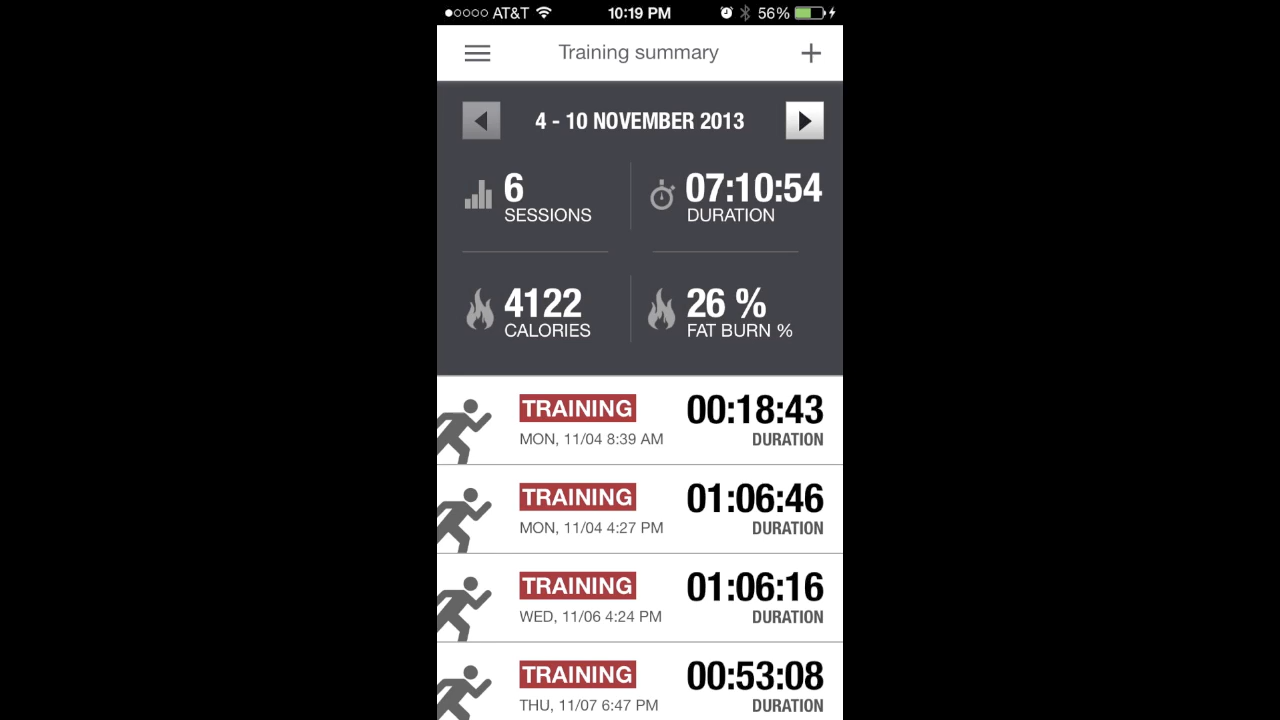 AT&T 10:19 PM 56%
Training summary
4 - 10 NOVEMBER 2013
6 07:10:54
SESSIONS DURATION
4122 26 %
CALORIES FAT BURN %
TRAINING 00:18:43
MON, 11/04 8:39 AM DURATION
TRAINING 01:06:46
MON, 11/04 4:27 PM DURATION
TRAINING 01:06:16
WED, 11/06 4:24 PM DURATION
TRAINING 00:53:08
THU, 11/07 6:47 PM DURATION